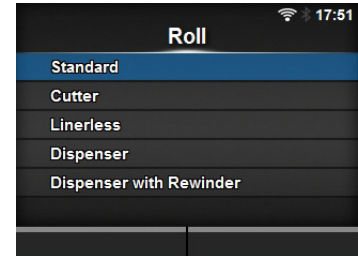 17:51
Roll
Standard
Cutter
Linerless
Dispenser
Dispenser with Rewinder